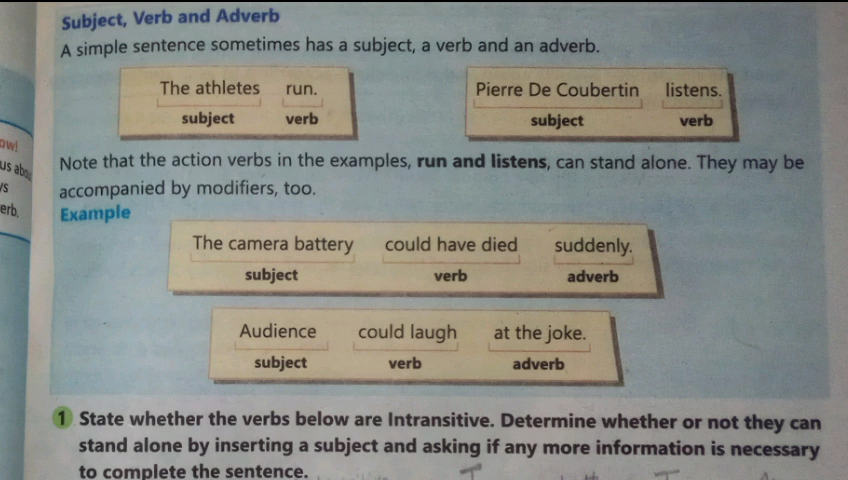 Subject, Verb and Adverb
A simple sentence sometimes has a subject, a verb and an adverb.
The athletes run.
subject verb
Pierre De Coubertin listens.
subject verb
ow!
us abou
/s
erb.
Note that the action verbs in the examples, run and listens, can stand alone. They may be
accompanied by modifiers, too.
Example
The camera battery could have died suddenly.
subject verb adverb
Audience could laugh at the joke.
subject verb adverb
1 State whether the verbs below are Intransitive. Determine whether or not they can
stand alone by inserting a subject and asking if any more information is necessary
to complete the sentence.